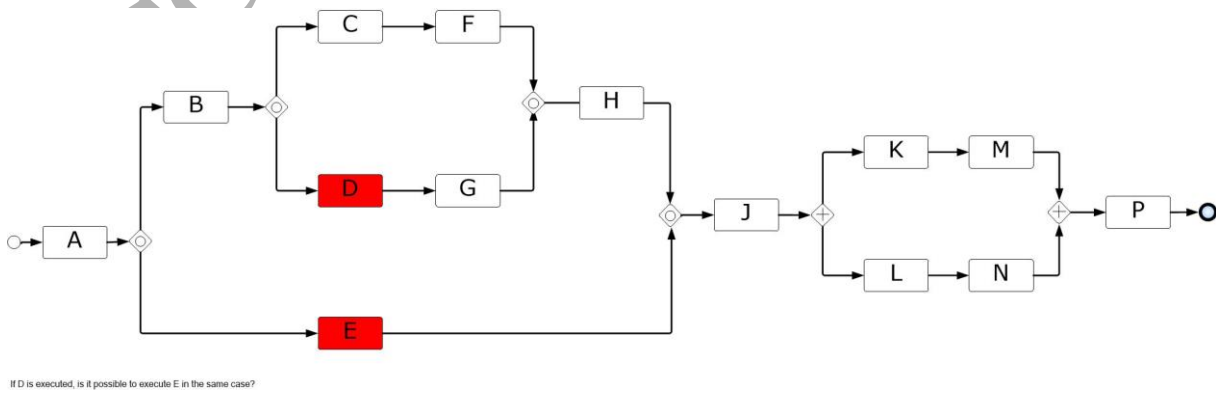 C
F
B
H
D
G
K
M
A
J
P
L
N
E
If D is executed, is it possible to execute E in the same case?